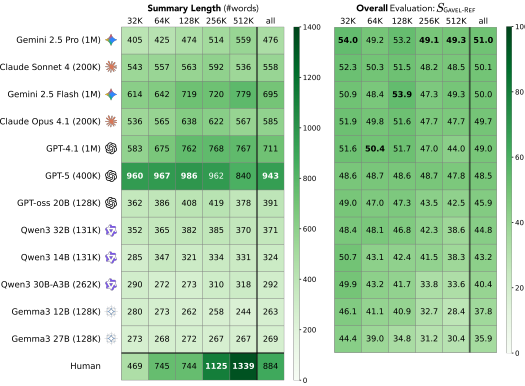 Summary Length (#words)
Overall Evaluation: S GAVEL-REF
32K 64K 128K 256K 512K all
32K 64K 128K 256K 512K all
Gemini 2.5 Pro (1M) 405 425 474 514 559 476 54.0 49.2 53.2 49.1 49.3 51.0
Claude Sonnet 4 (200K) 543 557 563 592 536 558 52.3 50.3 51.5 48.2 48.5 50.1
Gemini 2.5 Flash (1M) 614 642 719 720 779 695 50.9 48.4 53.9 47.3 49.3 50.0
Claude Opus 4.1 (200K) 536 565 638 622 567 585 51.9 49.8 51.6 47.7 47.7 49.7
GPT-4.1 (1M) 583 675 762 768 767 711 51.6 50.4 51.7 47.0 44.0 49.0
GPT-5 (400K) 960 967 986 962 840 943 48.6 48.7 48.6 48.7 47.8 48.5
GPT-oss 20B (128K) 362 386 408 419 378 391 49.0 47.0 47.3 43.5 42.5 45.9
Qwen3 32B (131K) 352 365 382 385 370 371 48.4 48.1 46.8 44.2 36.6 44.8
Qwen3 14B (131K) 285 347 321 334 331 324 50.7 43.1 42.4 41.5 38.3 43.2
Qwen3 30B-A3B (262K) 290 272 273 310 318 292 49.9 43.2 41.7 33.8 33.6 40.4
Gemma3 12B (128K) 280 273 262 258 244 263 46.1 41.1 40.9 32.7 28.4 37.8
Gemma3 27B (128K) 273 268 272 267 267 269 44.4 39.0 34.8 31.2 30.4 35.9
Human 469 745 744 1125 1339 884
1400
1200
1000
800
600
400
200
0
80
60
40
20
0